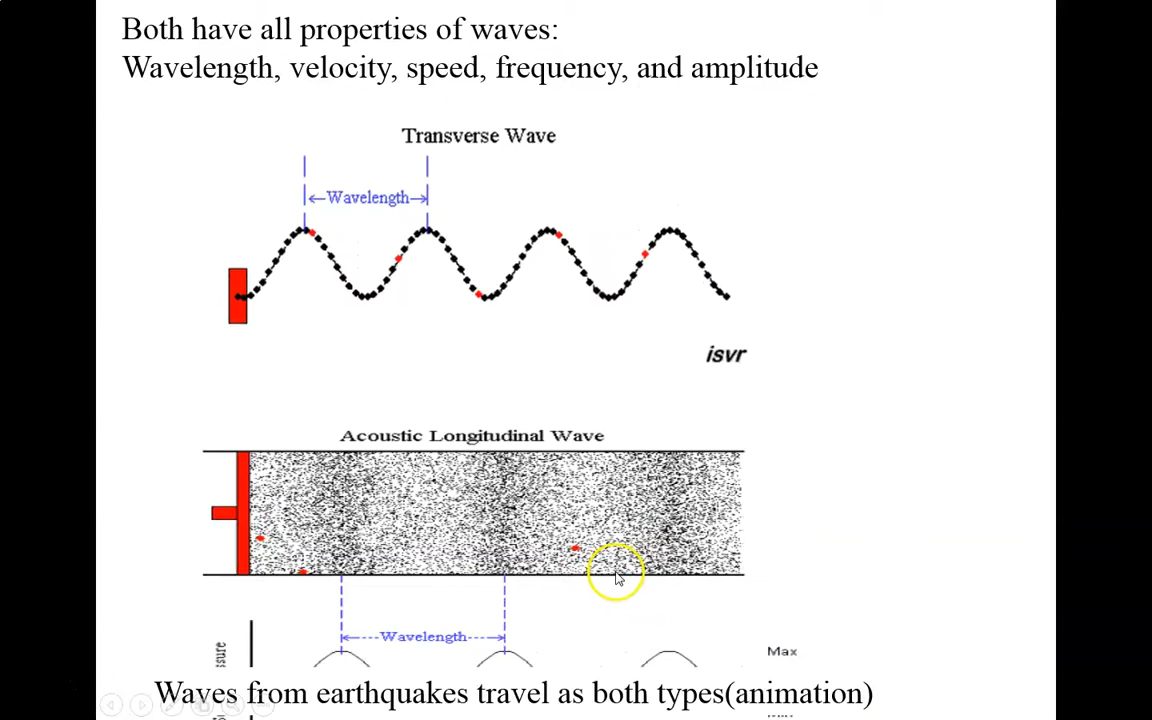 Both have all properties of waves:
Wavelength, velocity, speed, frequency, and amplitude
Transverse Wave
Wavelength
isvr
Acoustic Longitudinal Wave
Wavelength
Max
Waves from earthquakes travel as both types(animation)